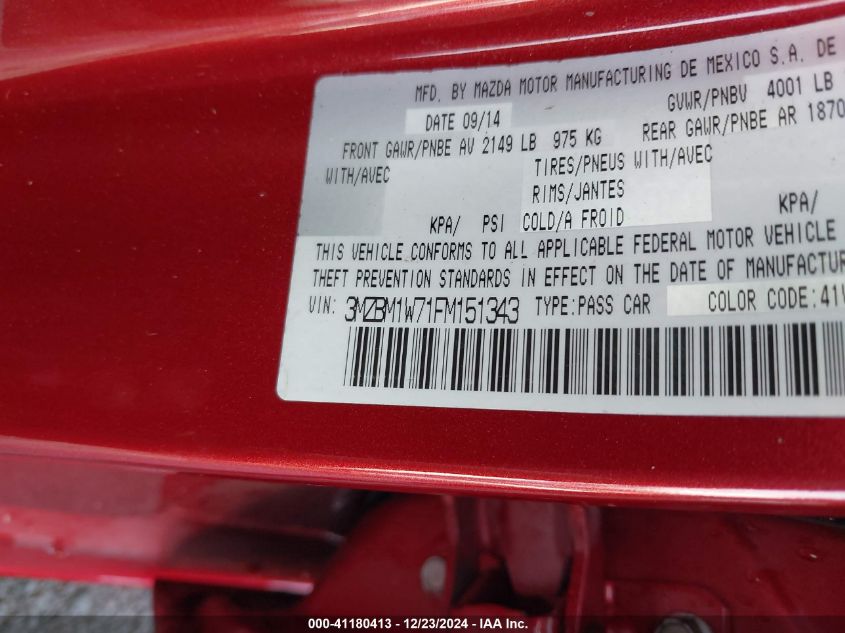 MFD. BY MAZDA MOTOR MANUFACTURING DE MEXICO S.A. DE
DATE 09/14 GVWR/PNBV 4001 LB
FRONT GAWR/PNBE AV 2149 LB 975 KG REAR GAWR/PNBE AR 1870
WITH/AVEC TIRES/PNEUS WITH/AVEC
RIMS/JANTES
KPA/ PSI COLD/A FROID KPA/
THIS VEHICLE CONFORMS TO ALL APPLICABLE FEDERAL MOTOR VEHICLE
THEFT PREVENTION STANDARDS IN EFFECT ON THE DATE OF MANUFACTUR
VIN: 3MZBM1W71FM151343 TYPE:PASS CAR COLOR CODE:41V
000-41180413 - 12/23/2024 - IAAI Inc.